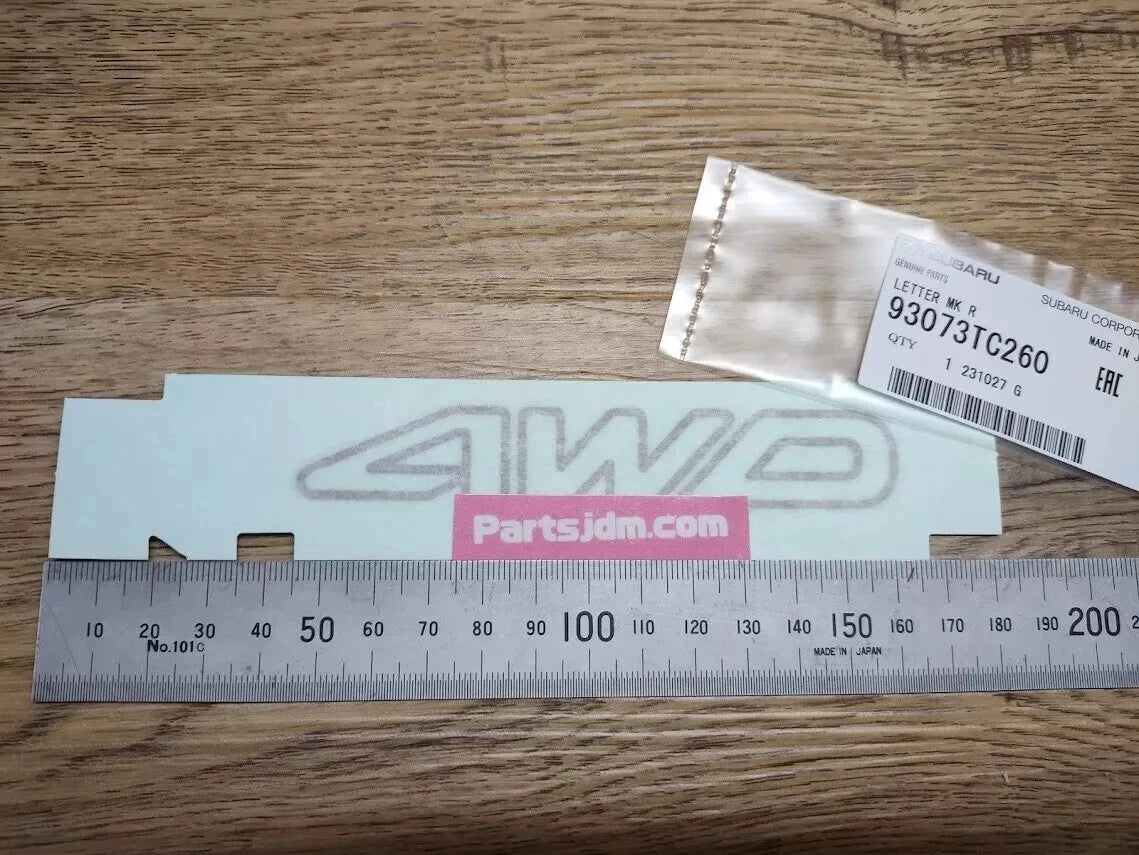 SUBARU
GENUINE PARTS
SUBARU CORPOR
LETTER MK R
93073TC260
MADE IN J
QTY
1 231027 G
EAC
4WD
Partsjdm.com
10 20 30 40 50 60 70 80 90 100 110 120 130 140 150 160 170 180 190 200 2
No.101C
MADE IN JAPAN